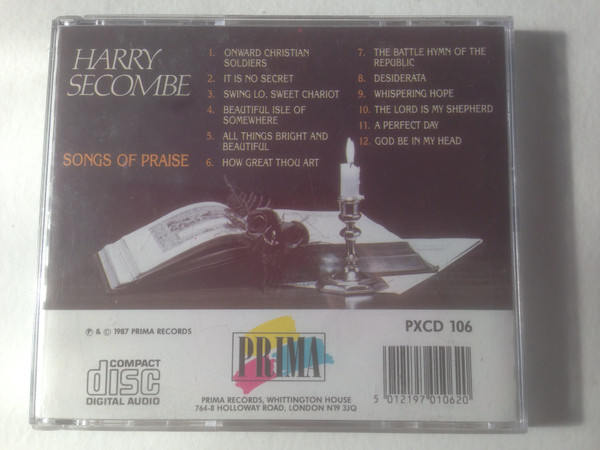 HARRY
SECOMBE
SONGS OF PRAISE
1. ONWARD CHRISTIAN
SOLDIERS
2. IT IS NO SECRET
3. SWING LO, SWEET CHARIOT
4. BEAUTIFUL ISLE OF
SOMEWHERE
5. ALL THINGS BRIGHT AND
BEAUTIFUL
6. HOW GREAT THOU ART
7. THE BATTLE HYMN OF THE
REPUBLIC
8. DESIDERATA
9. WHISPERING HOPE
10. THE LORD IS MY SHEPHERD
11. A PERFECT DAY
12. GOD BE IN MY HEAD
℗ & © 1987 PRIMA RECORDS
COMPACT
disc
DIGITAL AUDIO
PRIMA
PRIMA RECORDS, WHITTINGTON HOUSE
764-8 HOLLOWAY ROAD, LONDON N19 3JQ
PXCD 106
5 012197 010620